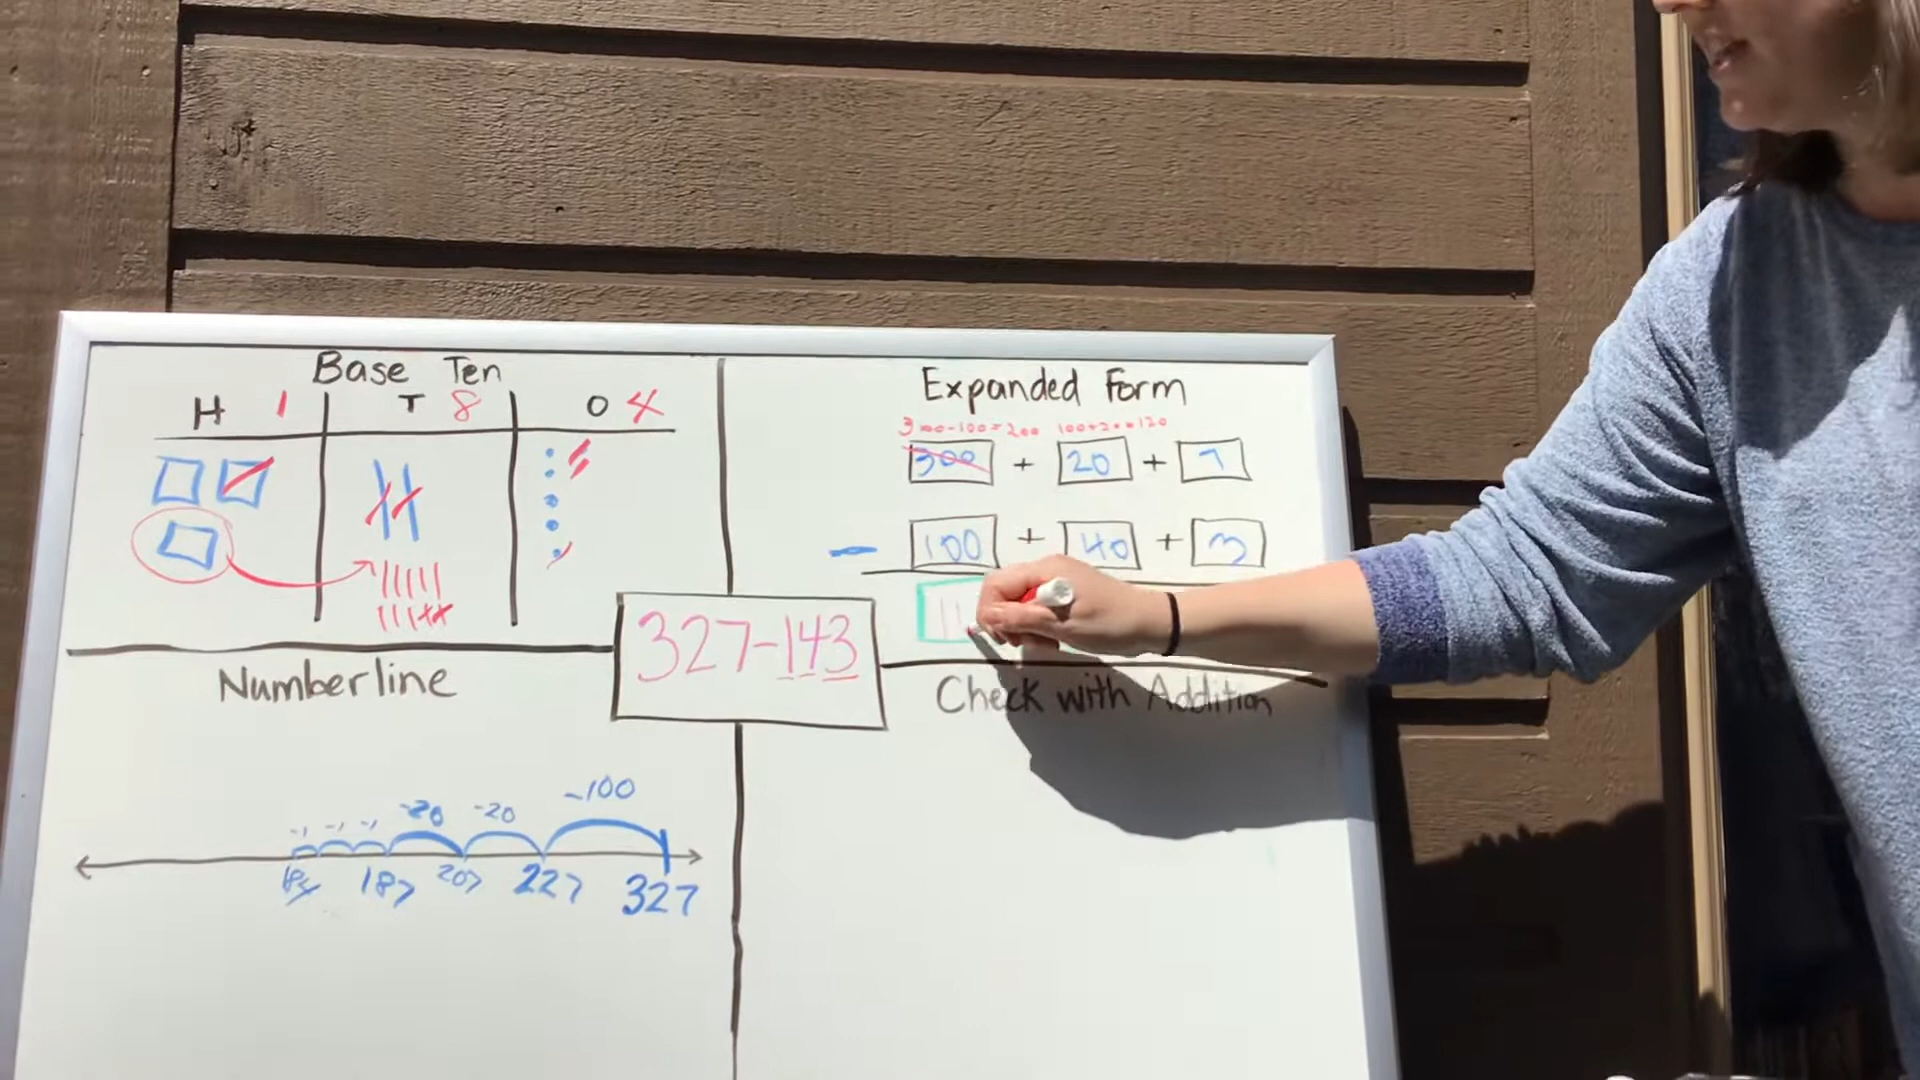 Base Ten
H 1 T 8 O 4
Expanded Form
300-100=200 100+20=120
300 + 20 + 7
- 100 + 40 + 3
327-143
Numberline
-1 -1 -1 -20 -20 -100
187 207 227 327
Check with Addition